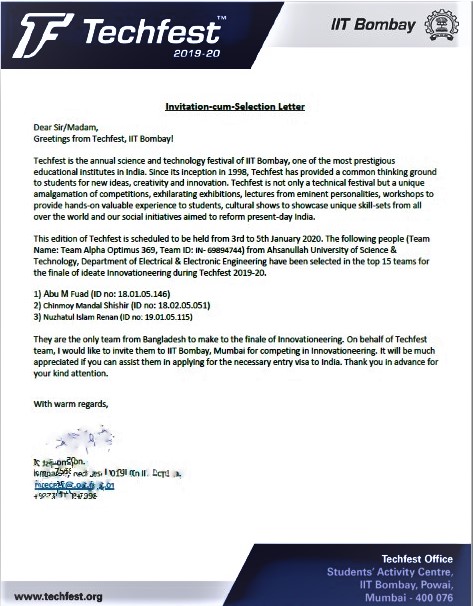 Techfest™
2019-20
IIT Bombay
Invitation-cum-Selection Letter
Dear Sir/Madam,
Greetings from Techfest, IIT Bombay!
Techfest is the annual science and technology festival of IIT Bombay, one of the most prestigious
educational institutes in India. Since its inception in 1998, Techfest has provided a common thinking ground
to students for new ideas, creativity and innovation. Techfest is not only a technical festival but a unique
amalgamation of competitions, exhilarating exhibitions, lectures from eminent personalities, workshops to
provide hands-on valuable experience to students, cultural shows to showcase unique skill-sets from all
over the world and our social initiatives aimed to reform present-day India.
This edition of Techfest is scheduled to be held from 3rd to 5th January 2020. The following people (Team
Name: Team Alpha Optimus 369, Team ID: IN- 69894744) from Ahsanullah University of Science &
Technology, Department of Electrical & Electronic Engineering have been selected in the top 15 teams for
the finale of ideate Innovationeering during Techfest 2019-20.
1) Abu M Fuad (ID no: 18.01.05.146)
2) Chinmoy Mandal Shishir (ID no: 18.02.05.051)
3) Nuzhatul Islam Renan (ID no: 19.01.05.115)
They are the only team from Bangladesh to make to the finale of Innovationeering. On behalf of Techfest
team, I would like to invite them to IIT Bombay, Mumbai for competing in Innovationeering. It will be much
appreciated if you can assist them in applying for the necessary entry visa to India. Thank you in advance for
your kind attention.
With warm regards,
www.techfest.org
Techfest Office
Students' Activity Centre,
IIT Bombay, Powai,
Mumbai - 400 076